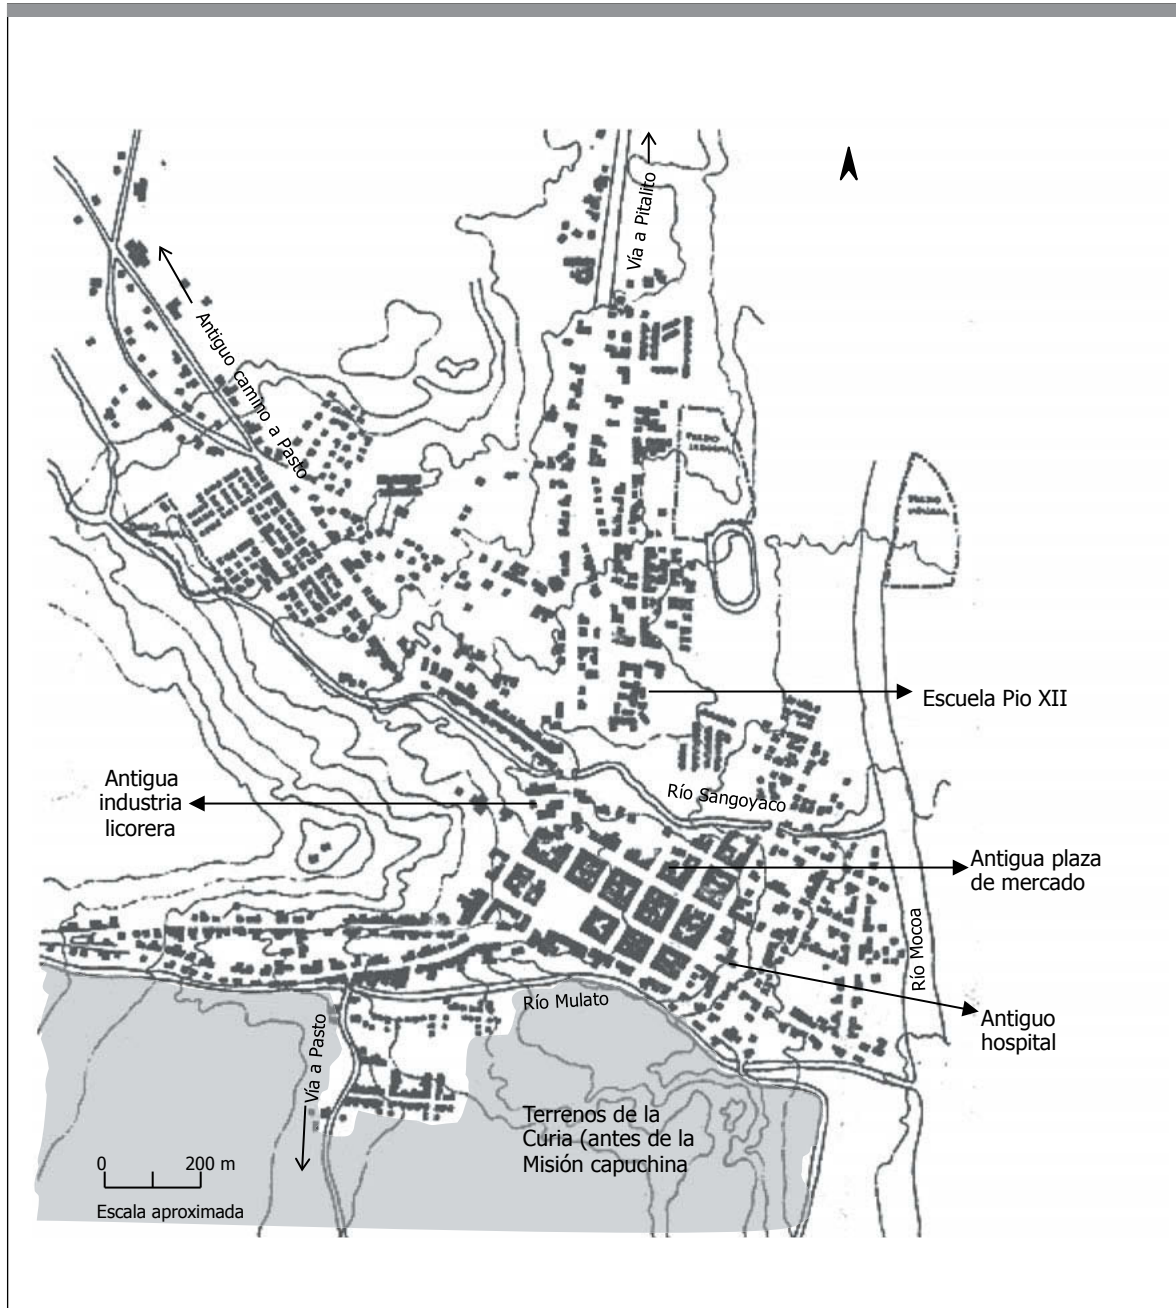 Vía a Pitalito
Antiguo camino a Pasto
Escuela Pio XII
Antigua
industria
licorera
Río Sangoyaco
Antigua plaza
de mercado
Río Mocoa
Río Mulato
Antiguo
hospital
Vía a Pasto
Terrenos de la
Curia (antes de la
Misión capuchina
0 200 m
Escala aproximada